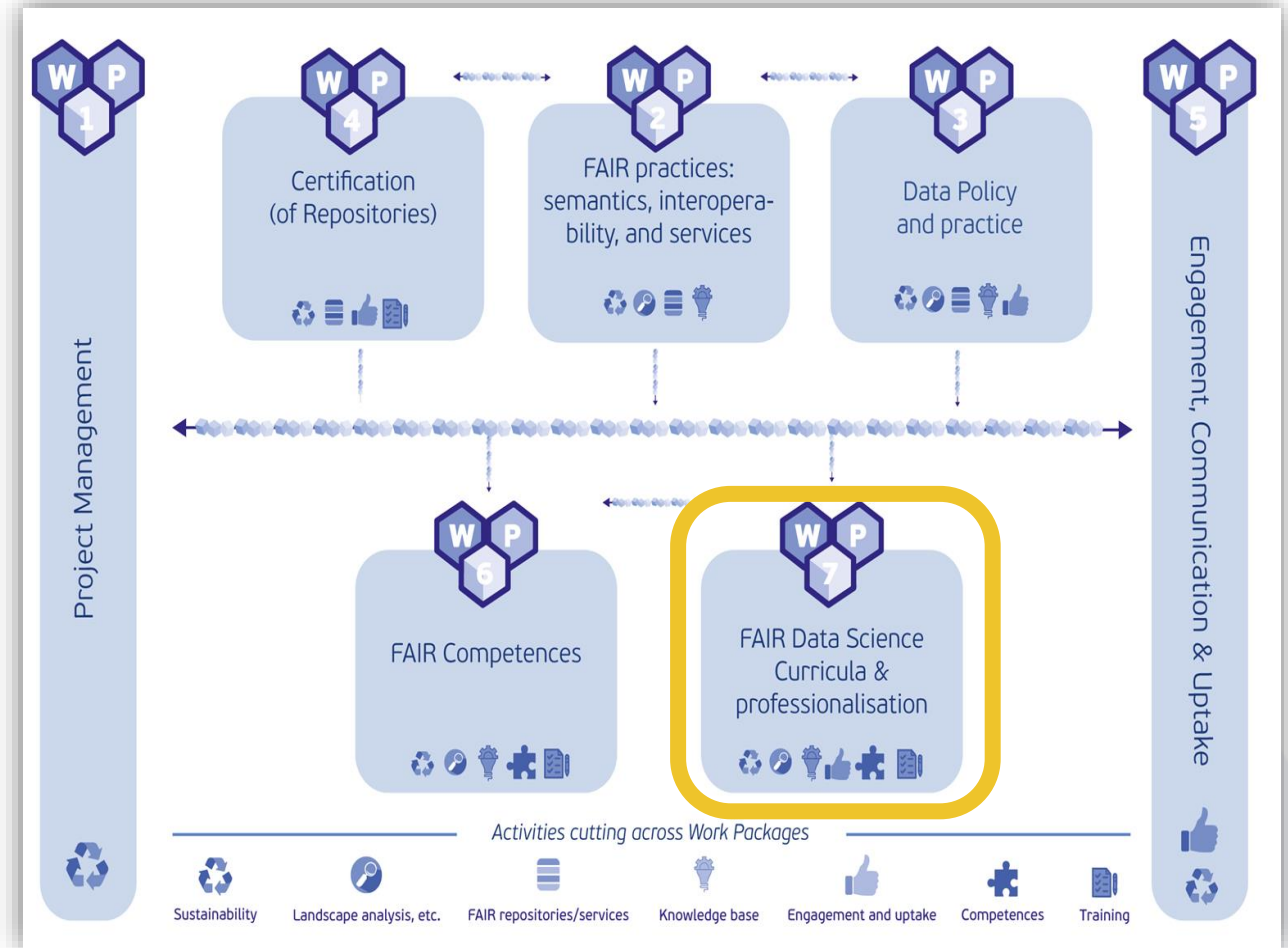 W P
1
Project Management
W P
4
Certification
(of Repositories)
W P
2
FAIR practices:
semantics, interopera-
bility, and services
W P
3
Data Policy
and practice
W P
5
Engagement, Communication & Uptake
W P
6
FAIR Competences
W P
7
FAIR Data Science
Curricula &
professionalisation
Activities cutting across Work Packages
Sustainability
Landscape analysis, etc.
FAIR repositories/services
Knowledge base
Engagement and uptake
Competences
Training